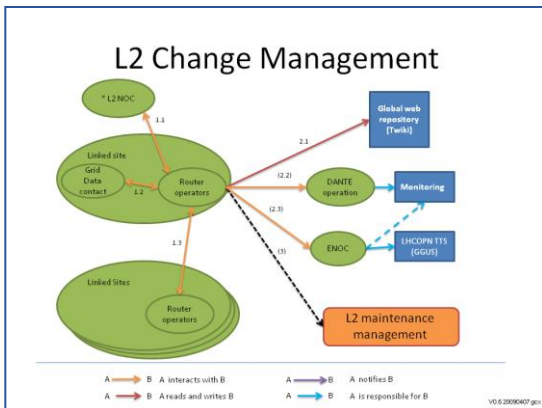 L2 Change Management
* L2 NOC
1.1
Global web
repository
(Twiki)
2.1
Linked site
Grid
Data
contact
1.2
Router
operators
(2.2)
DANTE
operation
Monitoring
(2.3)
ENOC
LHCOPN TTS
(GGUS)
1.3
(3)
Linked Sites
Router
operators
L2 maintenance
management
A B A interacts with B
A B A notifies B
A B A reads and writes B
A B A is responsible for B
V0.6 20090407 gcx